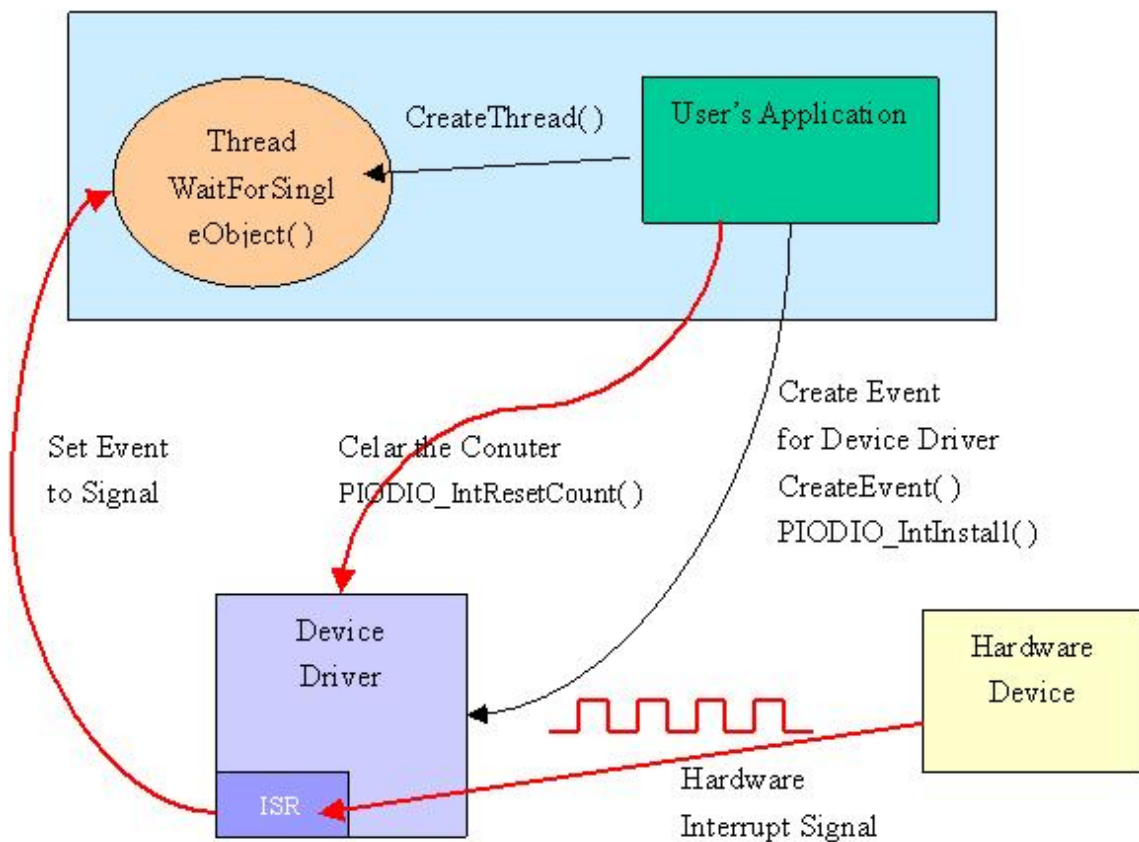 Thread
WaitForSingl
eObject( )
CreateThread( )
User's Application
Set Event
to Signal
Celar the Conuter
PIODIO_IntResetCount( )
Create Event
for Device Driver
CreateEvent( )
PIODIO_IntInstall( )
Device
Driver
ISR
Hardware
Device
Hardware
Interrupt Signal